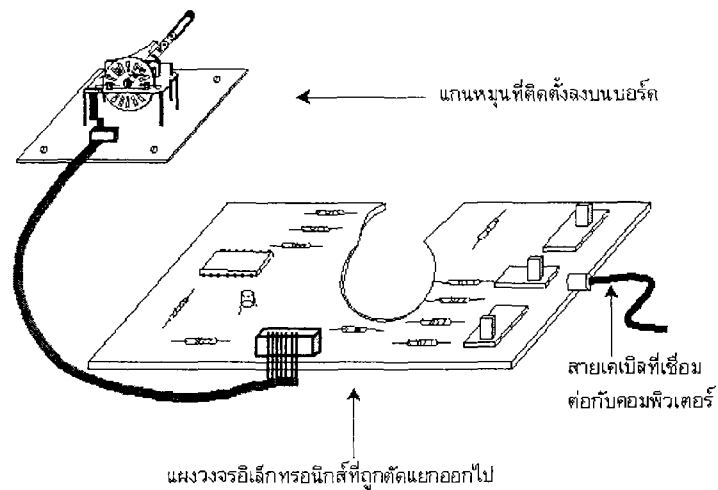 แกนหมุนที่ติดตั้งลงบนบอร์ด
สายเคเบิลที่เชื่อม
ต่อกับคอมพิวเตอร์
แผงวงจรอิเล็กทรอนิกส์ที่ถูกตัดแยกออกไป